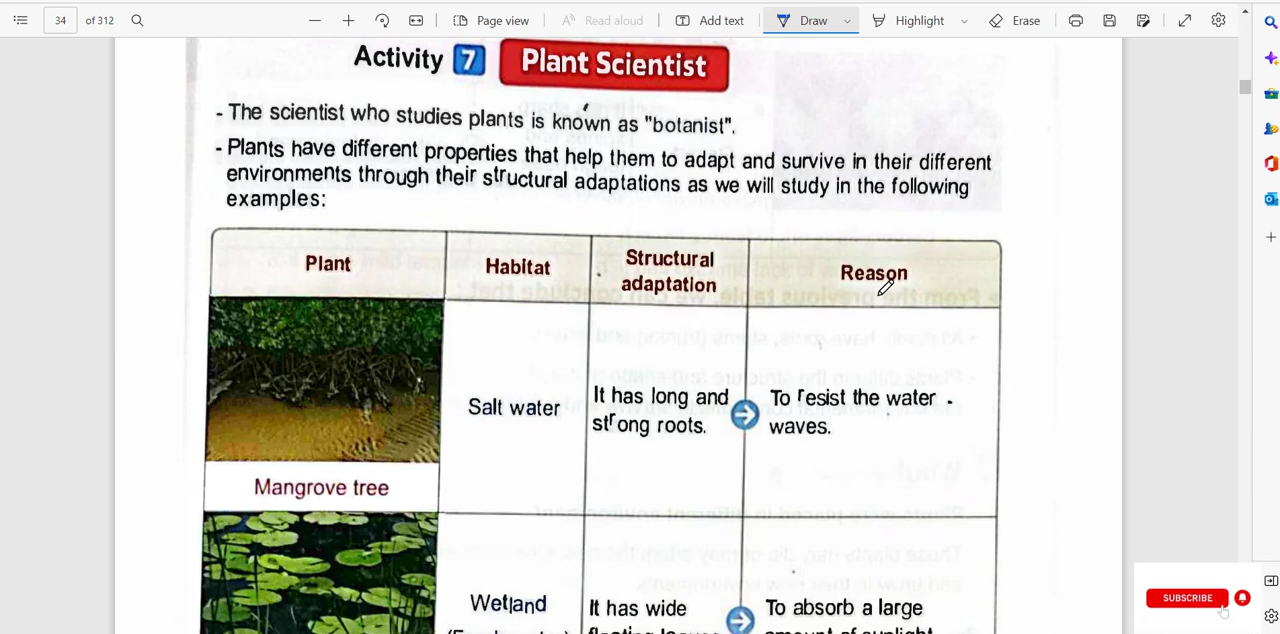 34 of 312
Page view
Read aloud
Add text
Draw
Highlight
Erase
Activity 7 Plant Scientist
- The scientist who studies plants is known as "botanist".
- Plants have different properties that help them to adapt and survive in their different
environments through their structural adaptations as we will study in the following
examples:
Plant
Habitat
Structural
adaptation
Reason
Mangrove tree
Salt water
It has long and
strong roots.
To resist the water
waves.
Wetland
It has wide
To absorb a large
amount of sunlight
SUBSCRIBE